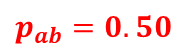 p_ab = 0.50